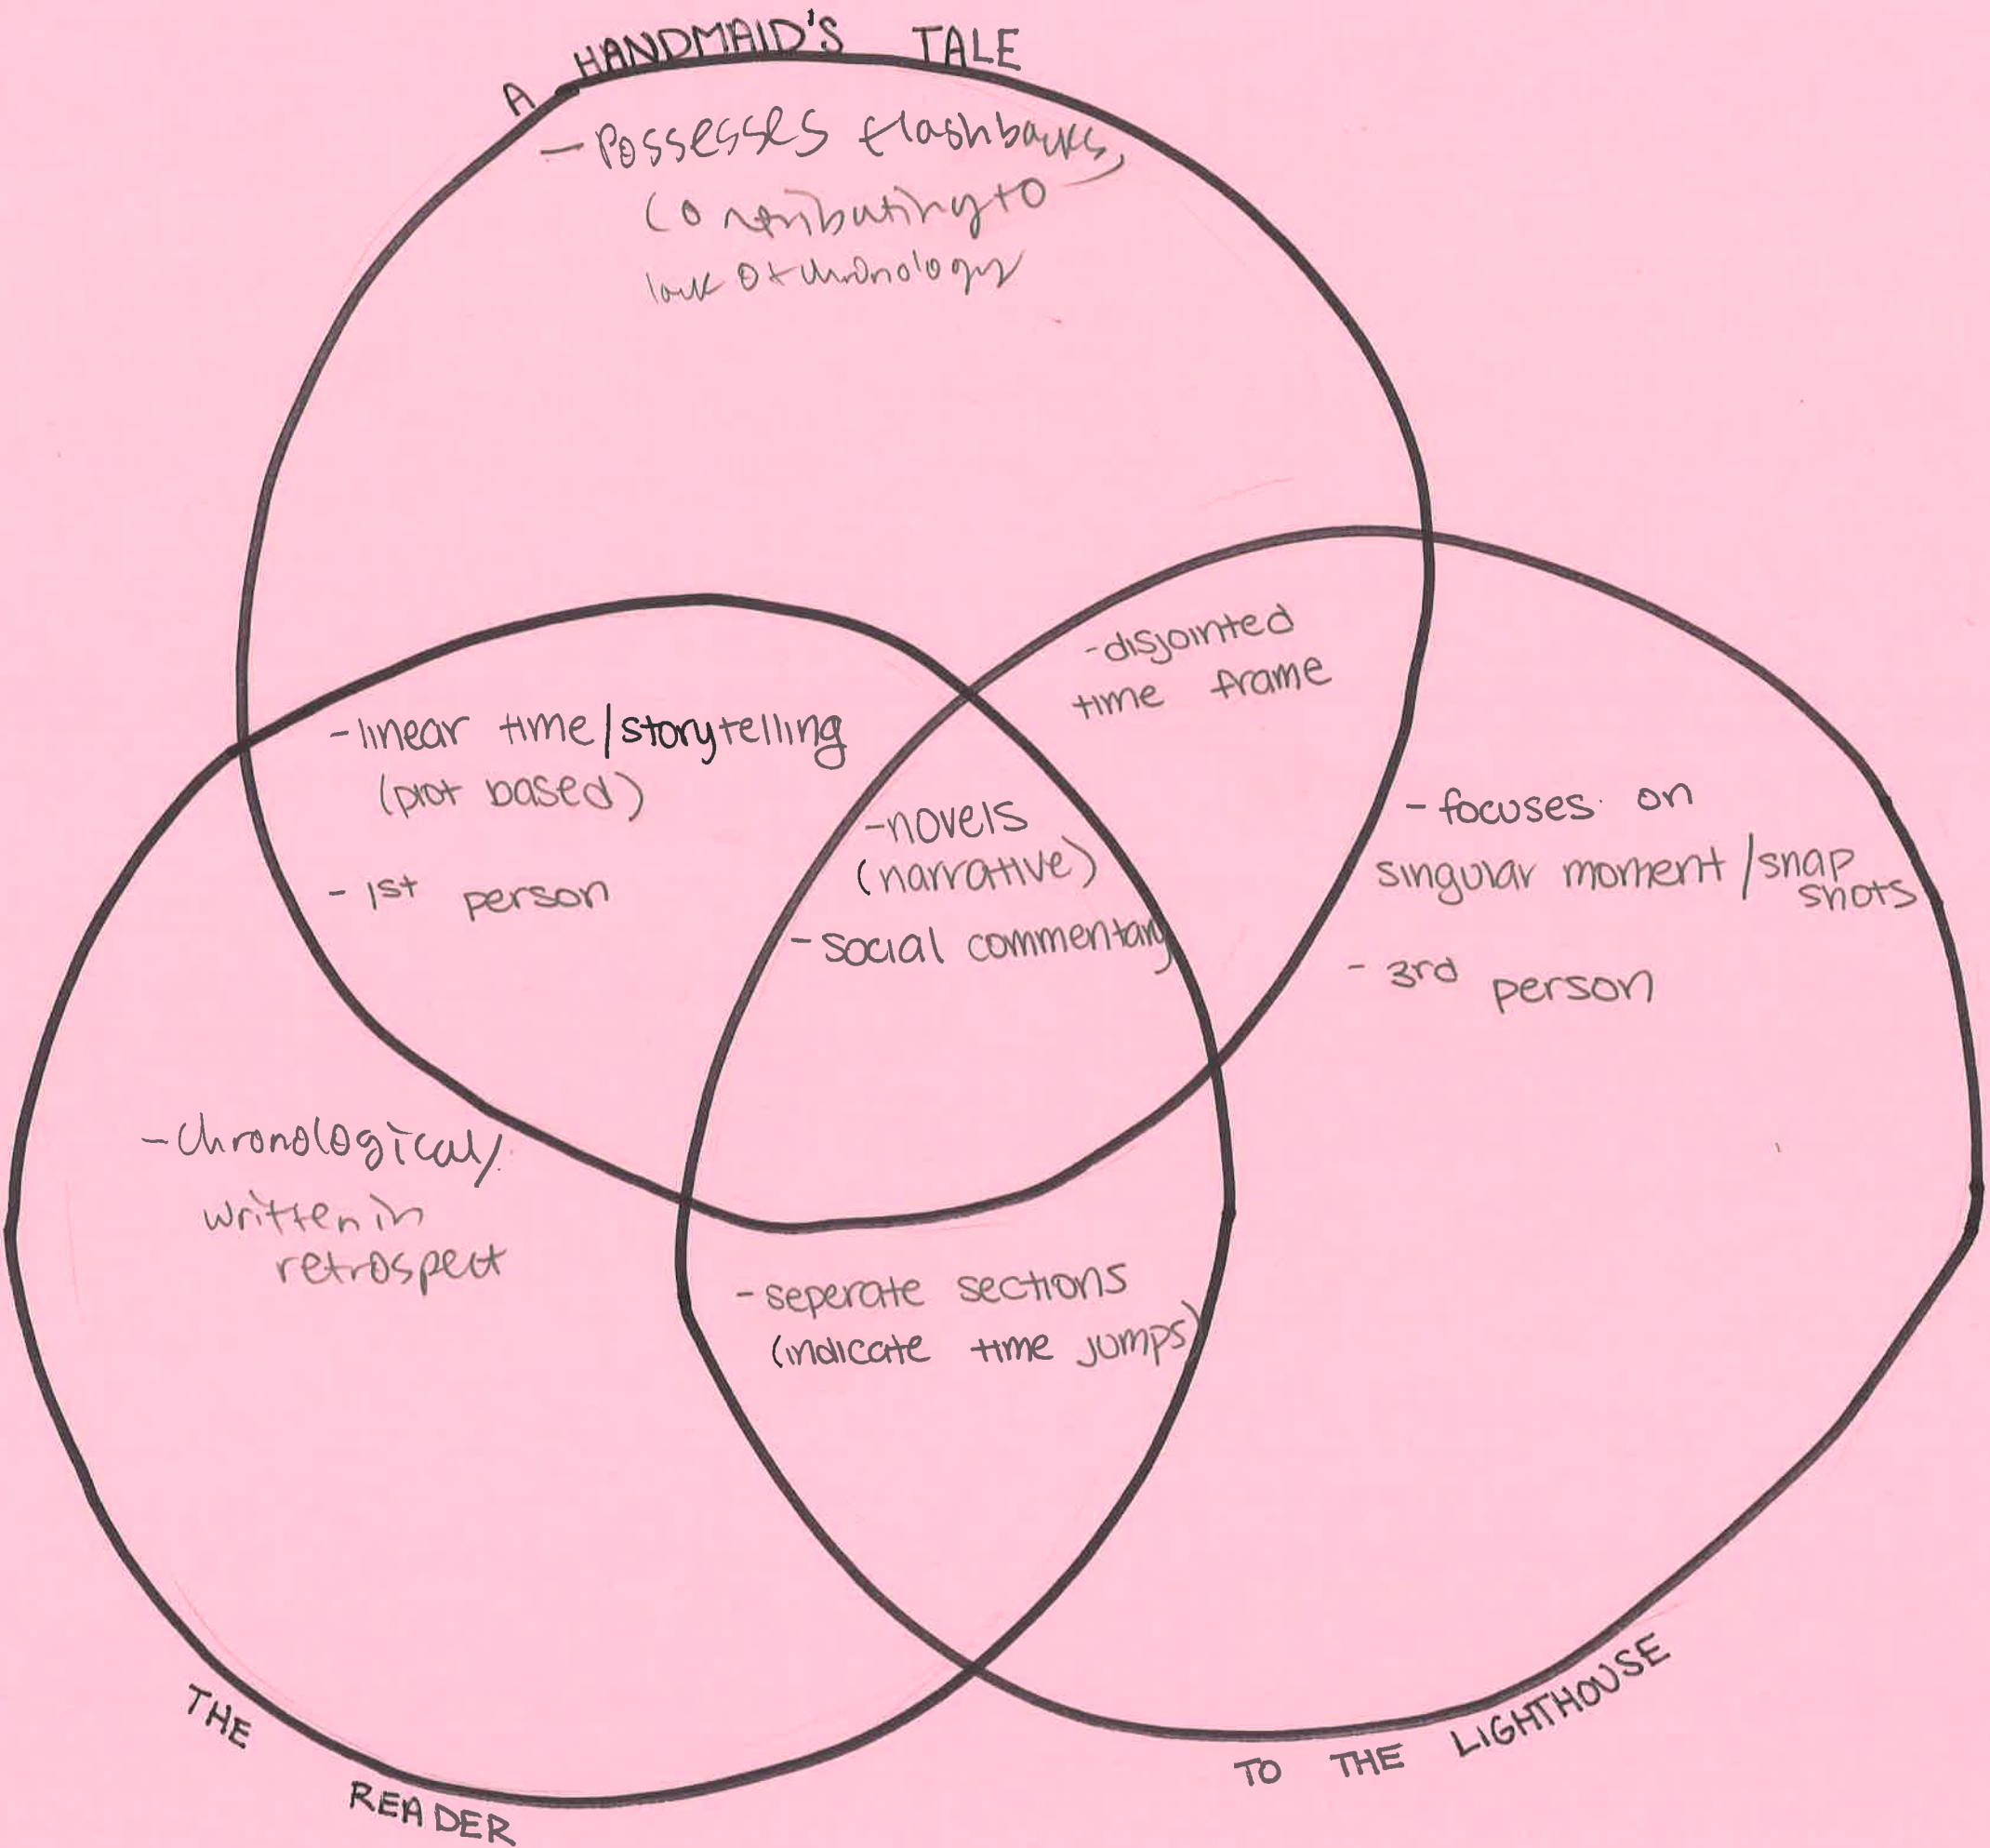 A HANDMAID'S TALE
- Possesses flashbacks,
contributing to
lack of chronology
- disjointed
time frame
- linear time/storytelling
(plot based)
- 1st person
- novels
(narrative)
- social commentary
- focuses on
singular moment/snap
shots
- 3rd person
- chronological/
written in
retrospect
- seperate sections
(indicate time jumps)
THE READER
TO THE LIGHTHOUSE